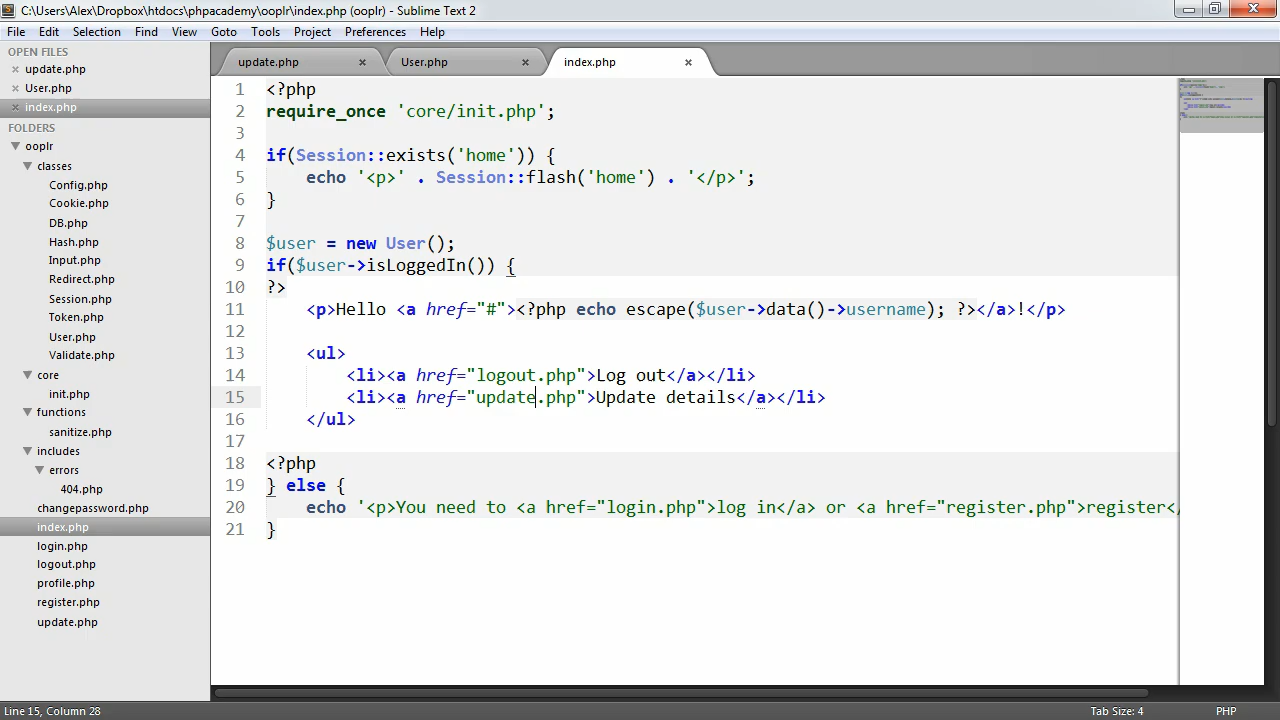 C:\Users\Alex\Dropbox\htdocs\phpacademy\ooplr\index.php (ooplr) - Sublime Text 2
File Edit Selection Find View Goto Tools Project Preferences Help
OPEN FILES
update.php
User.php
index.php
FOLDERS
ooplr
classes
Config.php
Cookie.php
DB.php
Hash.php
Input.php
Redirect.php
Session.php
Token.php
User.php
Validate.php
core
init.php
functions
sanitize.php
includes
errors
404.php
changepassword.php
index.php
login.php
logout.php
profile.php
register.php
update.php
update.php User.php index.php
1 <?php
2 require_once 'core/init.php';
3
4 if(Session::exists('home')) {
5 echo '<p>' . Session::flash('home') . '</p>';
6 }
7
8 $user = new User();
9 if($user->isLoggedIn()) {
10 ?>
11 <p>Hello <a href="#"><?php echo escape($user->data()->username); ?></a>!</p>
12
13 <ul>
14 <li><a href="logout.php">Log out</a></li>
15 <li><a href="update.php">Update details</a></li>
16 </ul>
17
18 <?php
19 } else {
20 echo '<p>You need to <a href="login.php">log in</a> or <a href="register.php">register</
21 }
Line 15, Column 28 Tab Size: 4 PHP